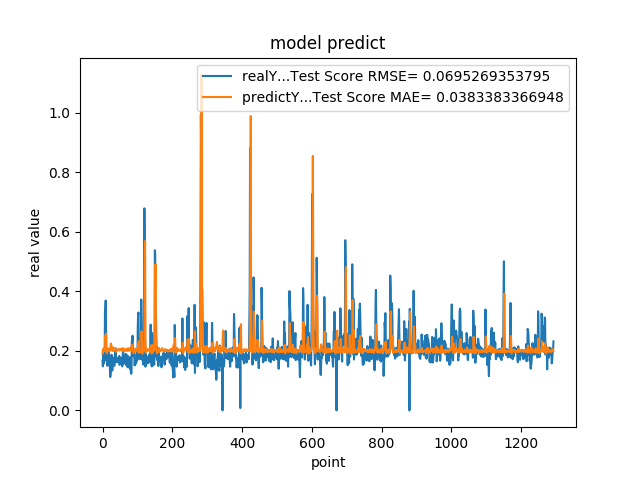 model predict
realY...Test Score RMSE= 0.0695269353795
predictY...Test Score MAE= 0.0383383366948
real value
1.0
0.8
0.6
0.4
0.2
0.0
0 200 400 600 800 1000 1200
point